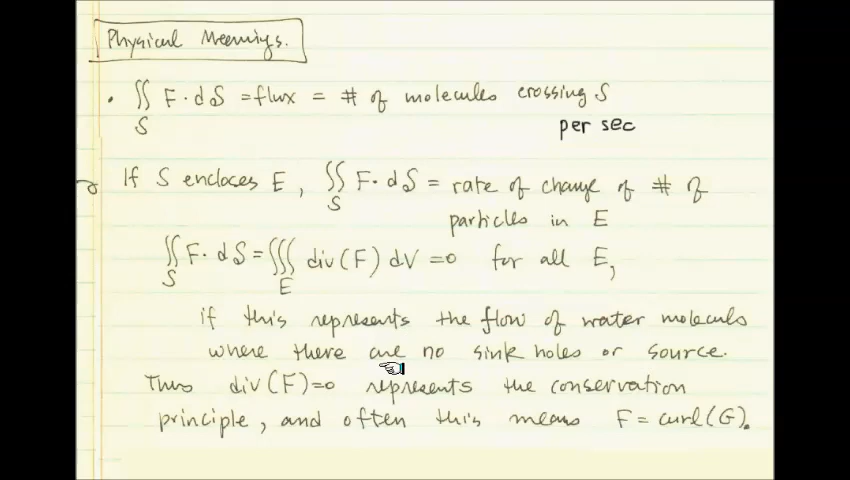 Physical Meanings.
• ∬_S F · dS = flux = # of molecules crossing S
per sec
If S encloses E, ∬_S F · dS = rate of change of # of
particles in E
∬_S F · dS = ∭_E div(F) dV = 0 for all E,
if this represents the flow of water moleculs
where there are no sink holes or source.
Thus div(F)=0 represents the conservation
principle, and often this means F = curl(G).